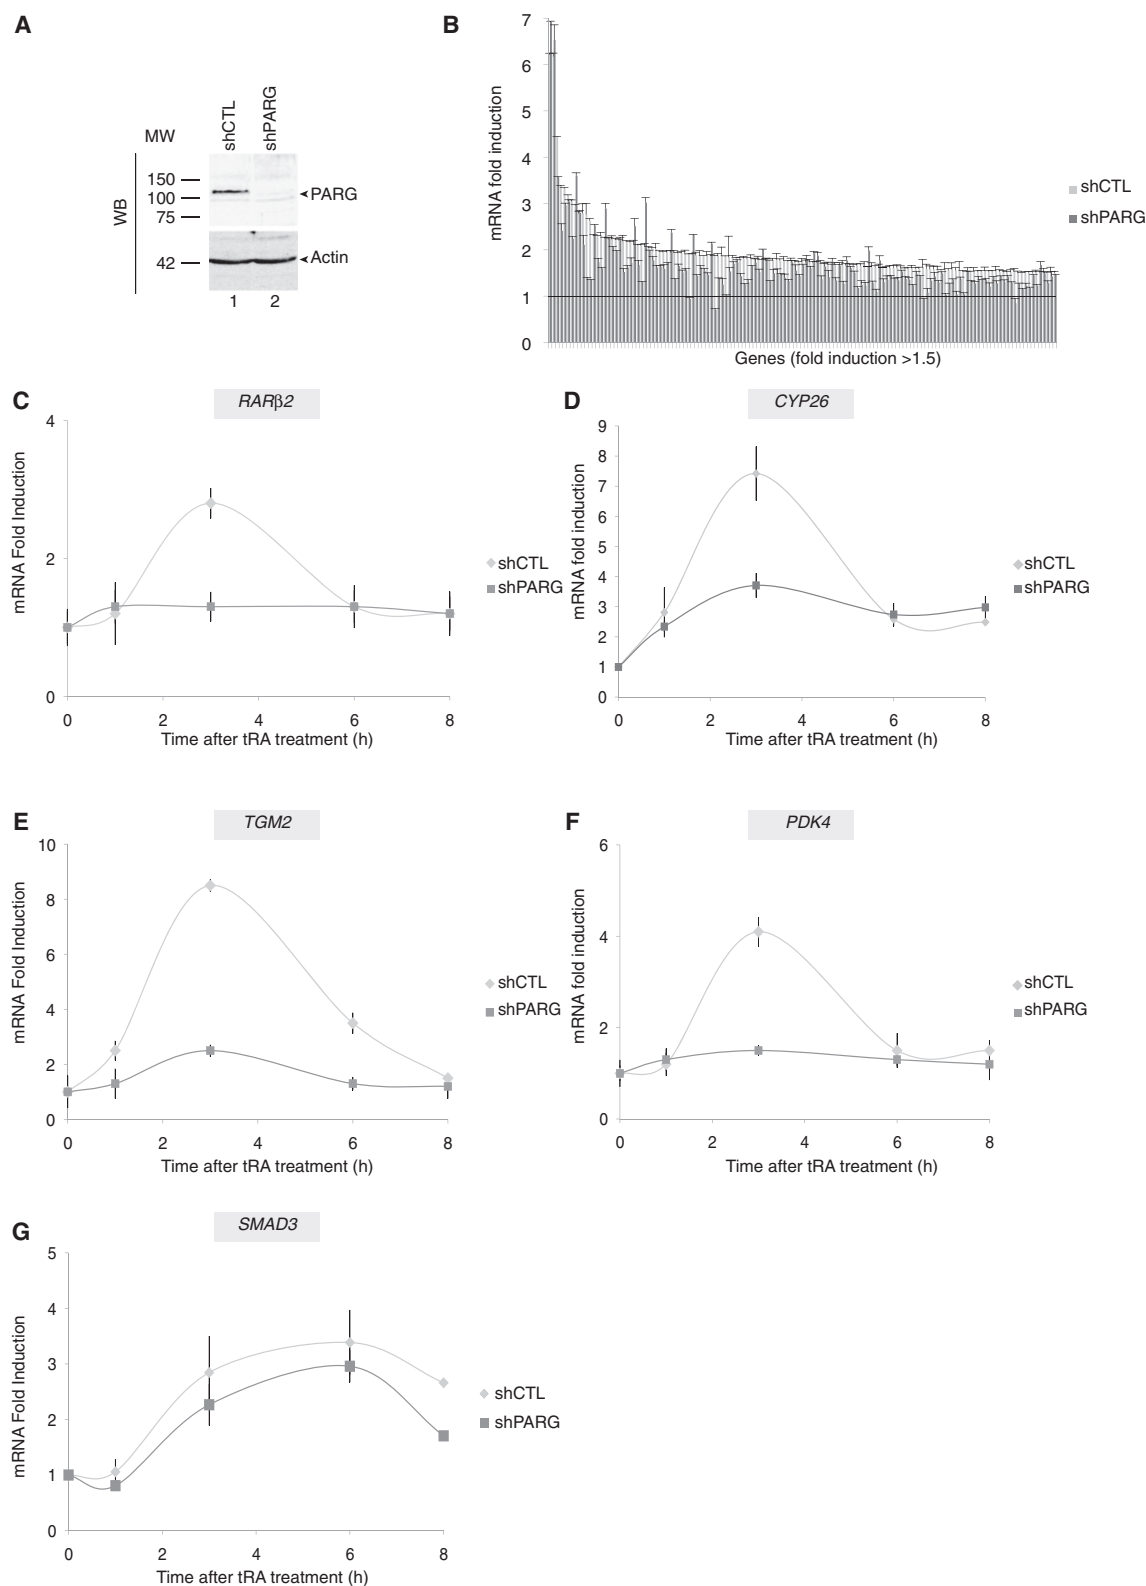 A
MW
shCTL
shPARG
WB
150
100
75
42
PARG
Actin
1 2
B
mRNA fold induction
7
6
5
4
3
2
1
0
Genes (fold induction >1.5)
shCTL
shPARG
C
RARβ2
mRNA Fold Induction
4
2
0
0 2 4 6 8
Time after tRA treatment (h)
shCTL
shPARG
D
CYP26
mRNA fold induction
9
8
7
6
5
4
3
2
1
0
0 2 4 6 8
Time after tRA treatment (h)
shCTL
shPARG
E
TGM2
mRNA Fold Induction
10
8
6
4
2
0
0 2 4 6 8
Time after tRA treatment (h)
shCTL
shPARG
F
PDK4
mRNA fold induction
6
4
2
0
0 2 4 6 8
Time after tRA treatment (h)
shCTL
shPARG
G
SMAD3
mRNA Fold Induction
5
4
3
2
1
0
0 2 4 6 8
Time after tRA treatment (h)
shCTL
shPARG